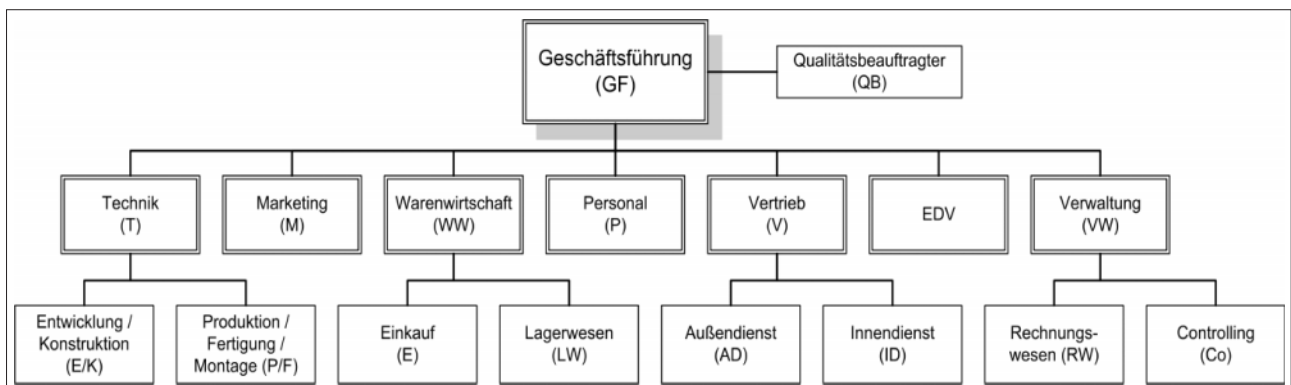 Geschäftsführung
(GF)
Qualitätsbeauftragter
(QB)
Technik
(T)
Marketing
(M)
Warenwirtschaft
(WW)
Personal
(P)
Vertrieb
(V)
EDV
Verwaltung
(VW)
Entwicklung /
Konstruktion
(E/K)
Produktion /
Fertigung /
Montage (P/F)
Einkauf
(E)
Lagerwesen
(LW)
Außendienst
(AD)
Innendienst
(ID)
Rechnungs-
wesen (RW)
Controlling
(Co)